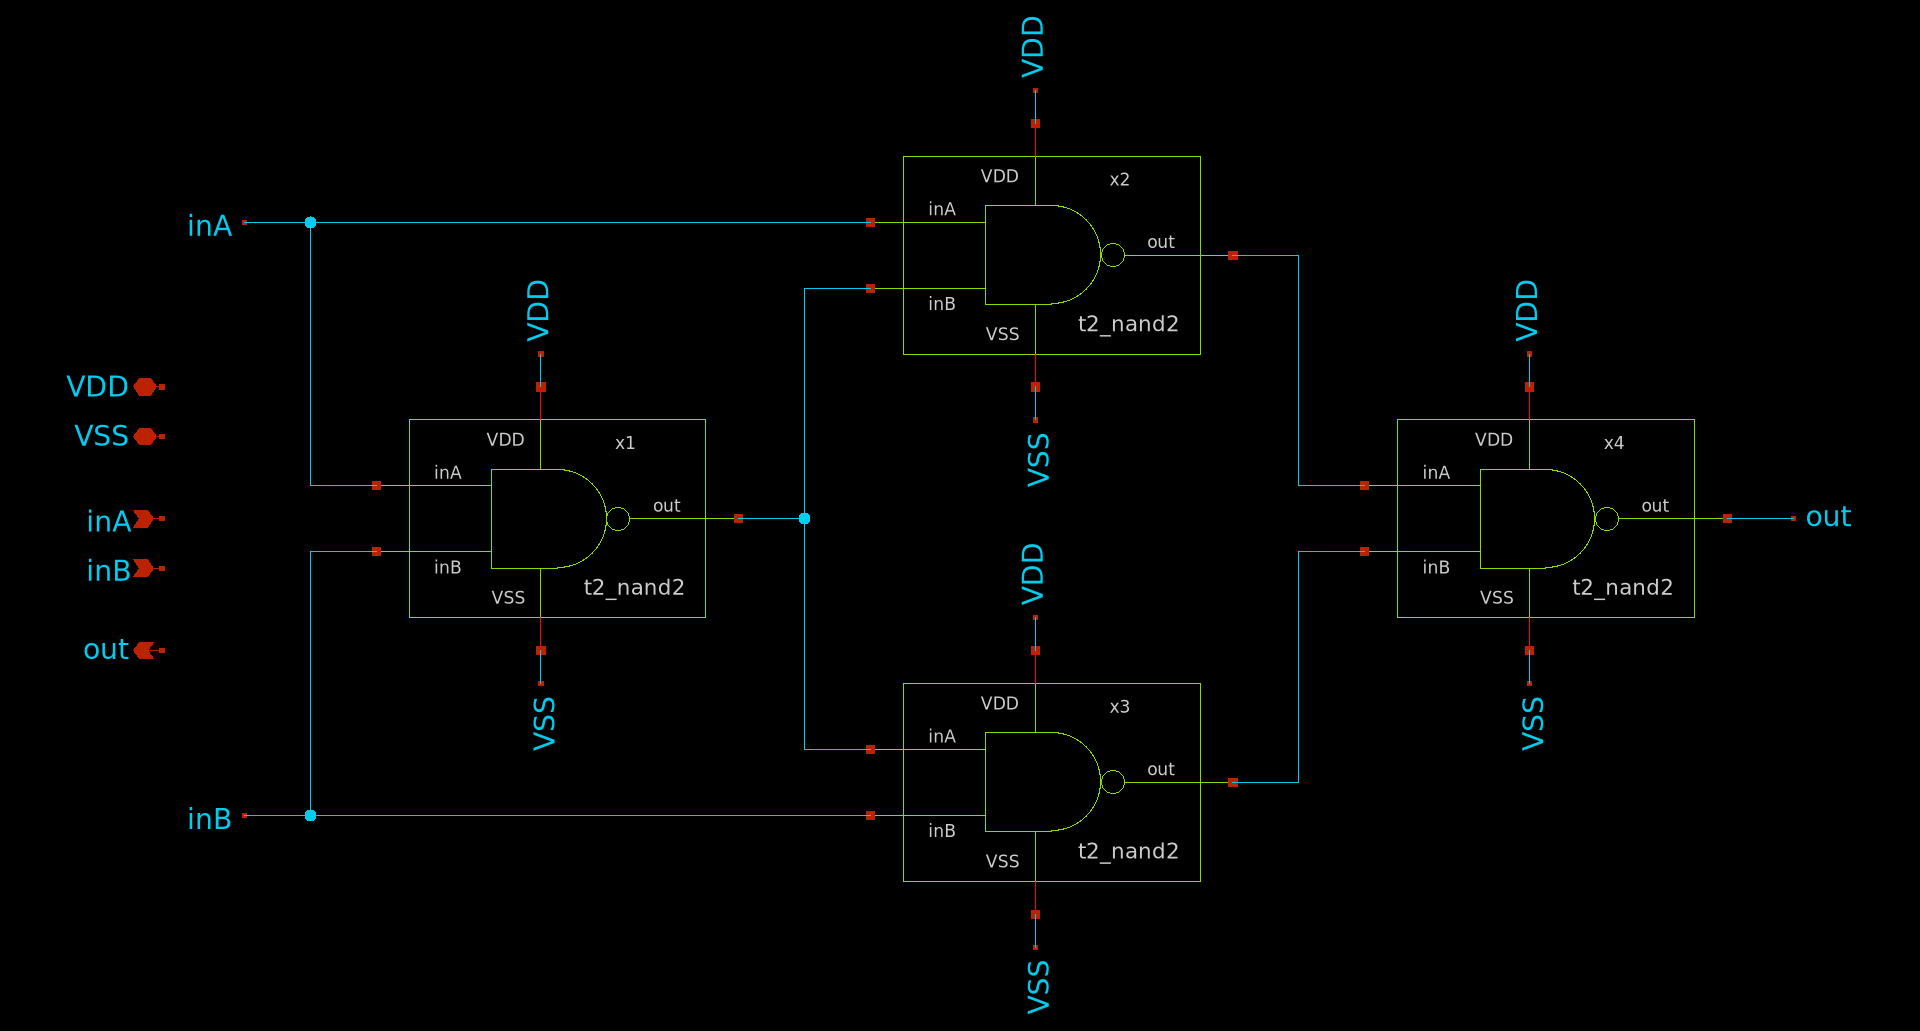 VDD
VDD
x2
inA
inA
out
inB
VSS
t2_nand2
VDD
VDD
VDD
VSS
VSS
VDD
x1
inA
out
inB
VSS
t2_nand2
VDD
x4
inA
out
out
inB
VSS
t2_nand2
inA
inB
out
VDD
VSS
VSS
VDD
x3
inA
out
inB
inB
VSS
t2_nand2
VSS